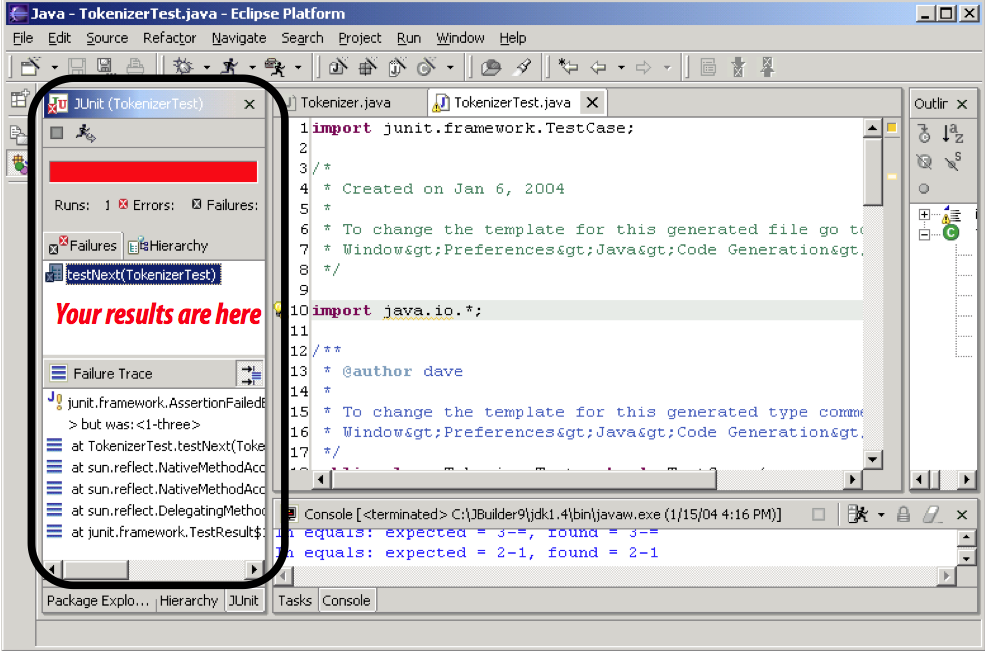 Java - TokenizerTest.java - Eclipse Platform
File Edit Source Refactor Navigate Search Project Run Window Help
JUnit (TokenizerTest)
Runs: 1 Errors: Failures:
Failures Hierarchy
testNext(TokenizerTest)
Your results are here
Failure Trace
junit.framework.AssertionFailedE
> but was:<1-three>
at TokenizerTest.testNext(Toke
at sun.reflect.NativeMethodAcc
at sun.reflect.NativeMethodAcc
at sun.reflect.DelegatingMethod
at junit.framework.TestResult$1
Package Explo... Hierarchy JUnit
Tokenizer.java TokenizerTest.java
1 import junit.framework.TestCase;
2
3 /*
4 * Created on Jan 6, 2004
5 *
6 * To change the template for this generated file go to
7 * Window&gt;Preferences&gt;Java&gt;Code Generation&gt;
8 */
9
10 import java.io.*;
11
12 /**
13 * @author dave
14 *
15 * To change the template for this generated type comme
16 * Window&gt;Preferences&gt;Java&gt;Code Generation&gt;
17 */
Outlin
Console [<terminated> C:\JBuilder9\jdk1.4\bin\javaw.exe (1/15/04 4:16 PM)]
In equals: expected = 3-=, found = 3-=
In equals: expected = 2-1, found = 2-1
Tasks Console